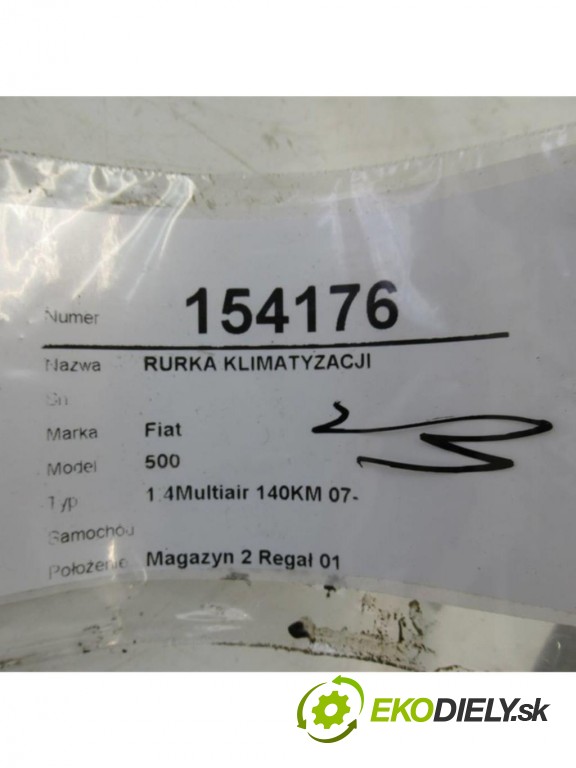 Numer 154176
Nazwa RURKA KLIMATYZACJI
Sn
Marka Fiat
Model 500
Typ 1.4Multiair 140KM 07-
Samochód
Położenie Magazyn 2 Regał 01
EKODIELY.sk